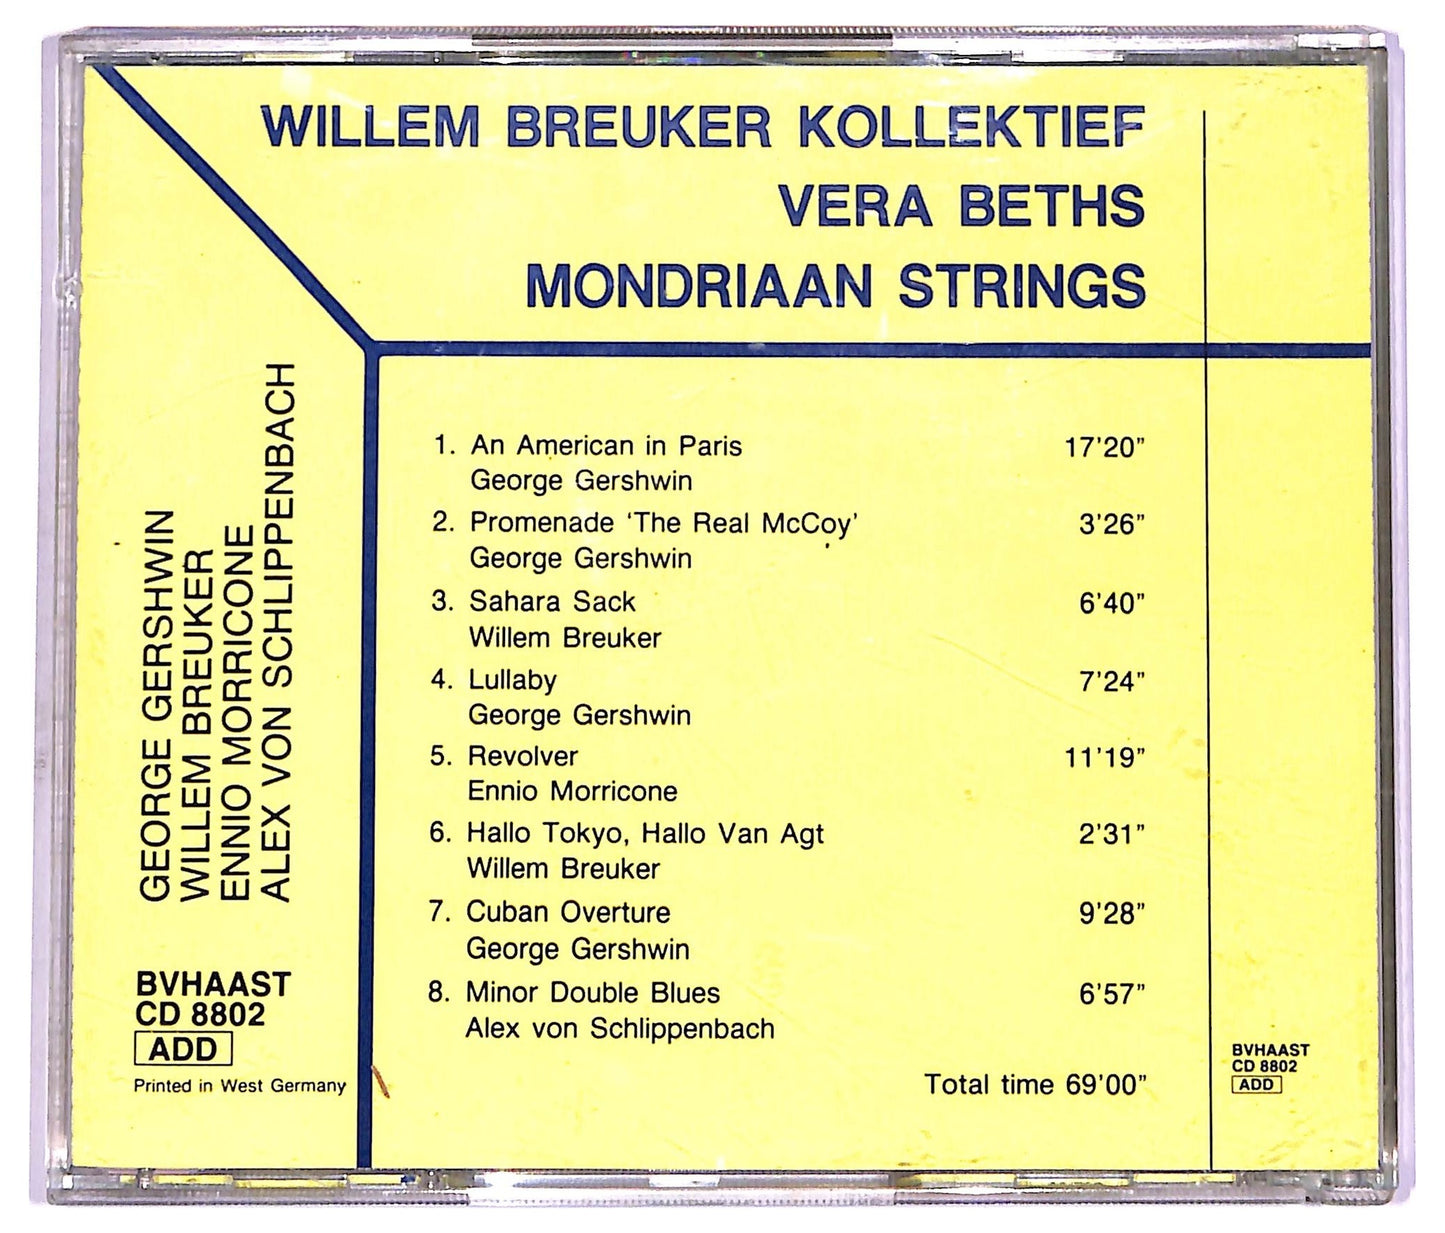 WILLEM BREUKER KOLLEKTIEF
VERA BETHS
MONDRIAAN STRINGS
GEORGE GERSHWIN
WILLEM BREUKER
ENNIO MORRICONE
ALEX VON SCHLIPPENBACH
1. An American in Paris 17'20"
George Gershwin
2. Promenade ‘The Real McCoy’ 3'26"
George Gershwin
3. Sahara Sack 6'40"
Willem Breuker
4. Lullaby 7'24"
George Gershwin
5. Revolver 11'19"
Ennio Morricone
6. Hallo Tokyo, Hallo Van Agt 2'31"
Willem Breuker
7. Cuban Overture 9'28"
George Gershwin
8. Minor Double Blues 6'57"
Alex von Schlippenbach
Total time 69'00"
BVHAAST
CD 8802
ADD
Printed in West Germany
BVHAAST
CD 8802
ADD